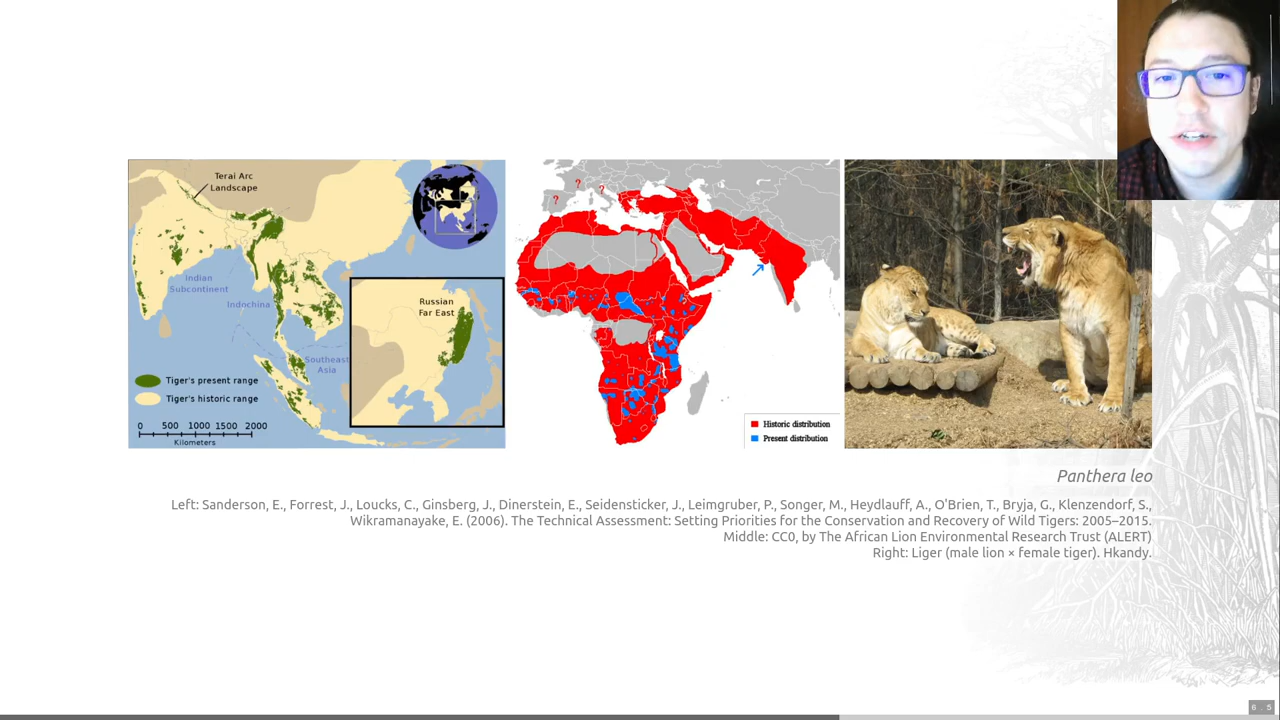 Terai Arc
Landscape
Indian
Subcontinent
Indochina
Southeast
Asia
Russian
Far East
Tiger's present range
Tiger's historic range
0 500 1000 1500 2000
Kilometers
? ? ?
Historic distribution
Present distribution
Panthera leo
Left: Sanderson, E., Forrest, J., Loucks, C., Ginsberg, J., Dinerstein, E., Seidensticker, J., Leimgruber, P., Songer, M., Heydlauff, A., O'Brien, T., Bryja, G., Klenzendorf, S.,
Wikramanayake, E. (2006). The Technical Assessment: Setting Priorities for the Conservation and Recovery of Wild Tigers: 2005–2015.
Middle: CC0, by The African Lion Environmental Research Trust (ALERT)
Right: Liger (male lion × female tiger). Hkandy.
6.5